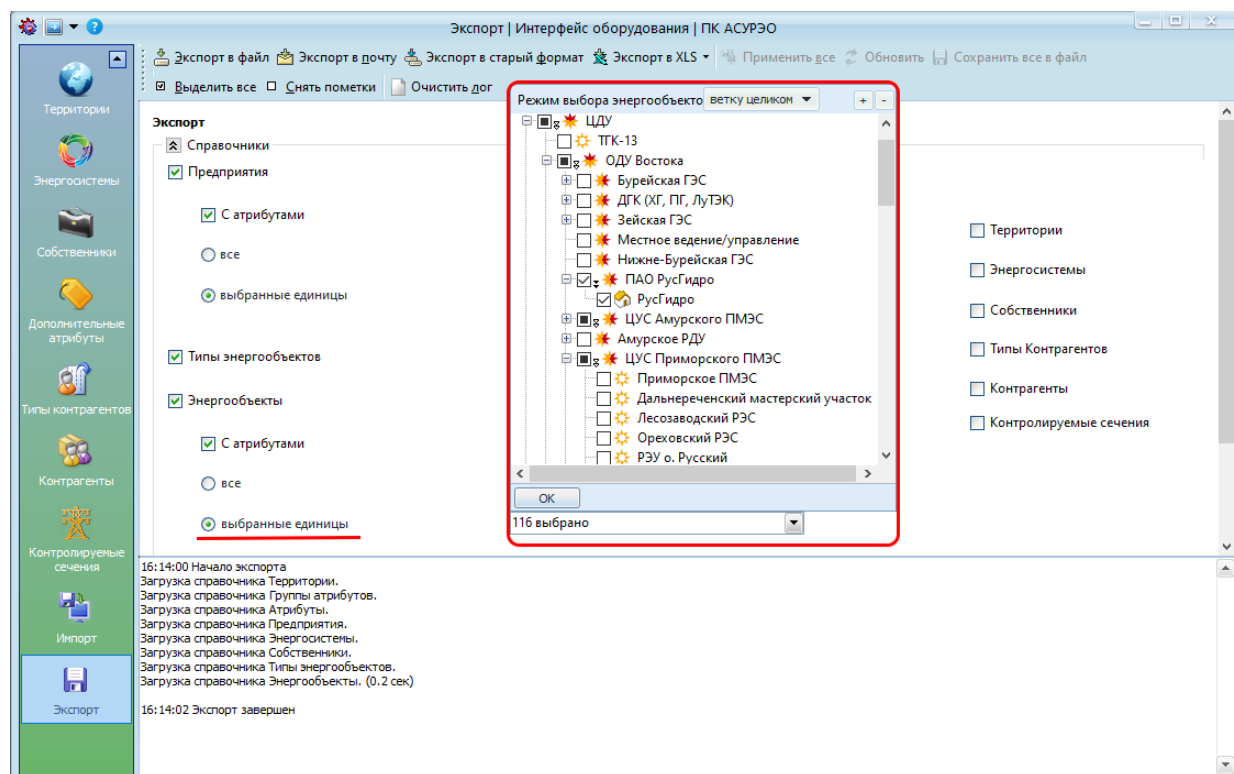 Экспорт | Интерфейс оборудования | ПК АСУРЭО
Экспорт в файл Экспорт в почту Экспорт в старый формат Экспорт в XLS Применить все Обновить Сохранить все в файл
Выделить все Снять пометки Очистить лог
Территории
Энергосистемы
Собственники
Дополнительные
атрибуты
Типы контрагентов
Контрагенты
Контролируемые
сечения
Импорт
Экспорт
Экспорт
Справочники
Предприятия
С атрибутами
все
выбранные единицы
Типы энергообъектов
Энергообъекты
С атрибутами
все
выбранные единицы
Режим выбора энергообъекто ветку целиком + -
ЦДУ
ТГК-13
ОДУ Востока
Бурейская ГЭС
ДГК (ХГ, ПГ, ЛуТЭК)
Зейская ГЭС
Местное ведение/управление
Нижне-Бурейская ГЭС
ПАО РусГидро
РусГидро
ЦУС Амурского ПМЭС
Амурское РДУ
ЦУС Приморского ПМЭС
Приморское ПМЭС
Дальнереченский мастерский участок
Лесозаводский РЭС
Ореховский РЭС
РЭУ о. Русский
ОК
116 выбрано
Территории
Энергосистемы
Собственники
Типы Контрагентов
Контрагенты
Контролируемые сечения
16:14:00 Начало экспорта
Загрузка справочника Территории.
Загрузка справочника Группы атрибутов.
Загрузка справочника Атрибуты.
Загрузка справочника Предприятия.
Загрузка справочника Энергосистемы.
Загрузка справочника Собственники.
Загрузка справочника Типы энергообъектов.
Загрузка справочника Энергообъекты. (0.2 сек)
16:14:02 Экспорт завершен